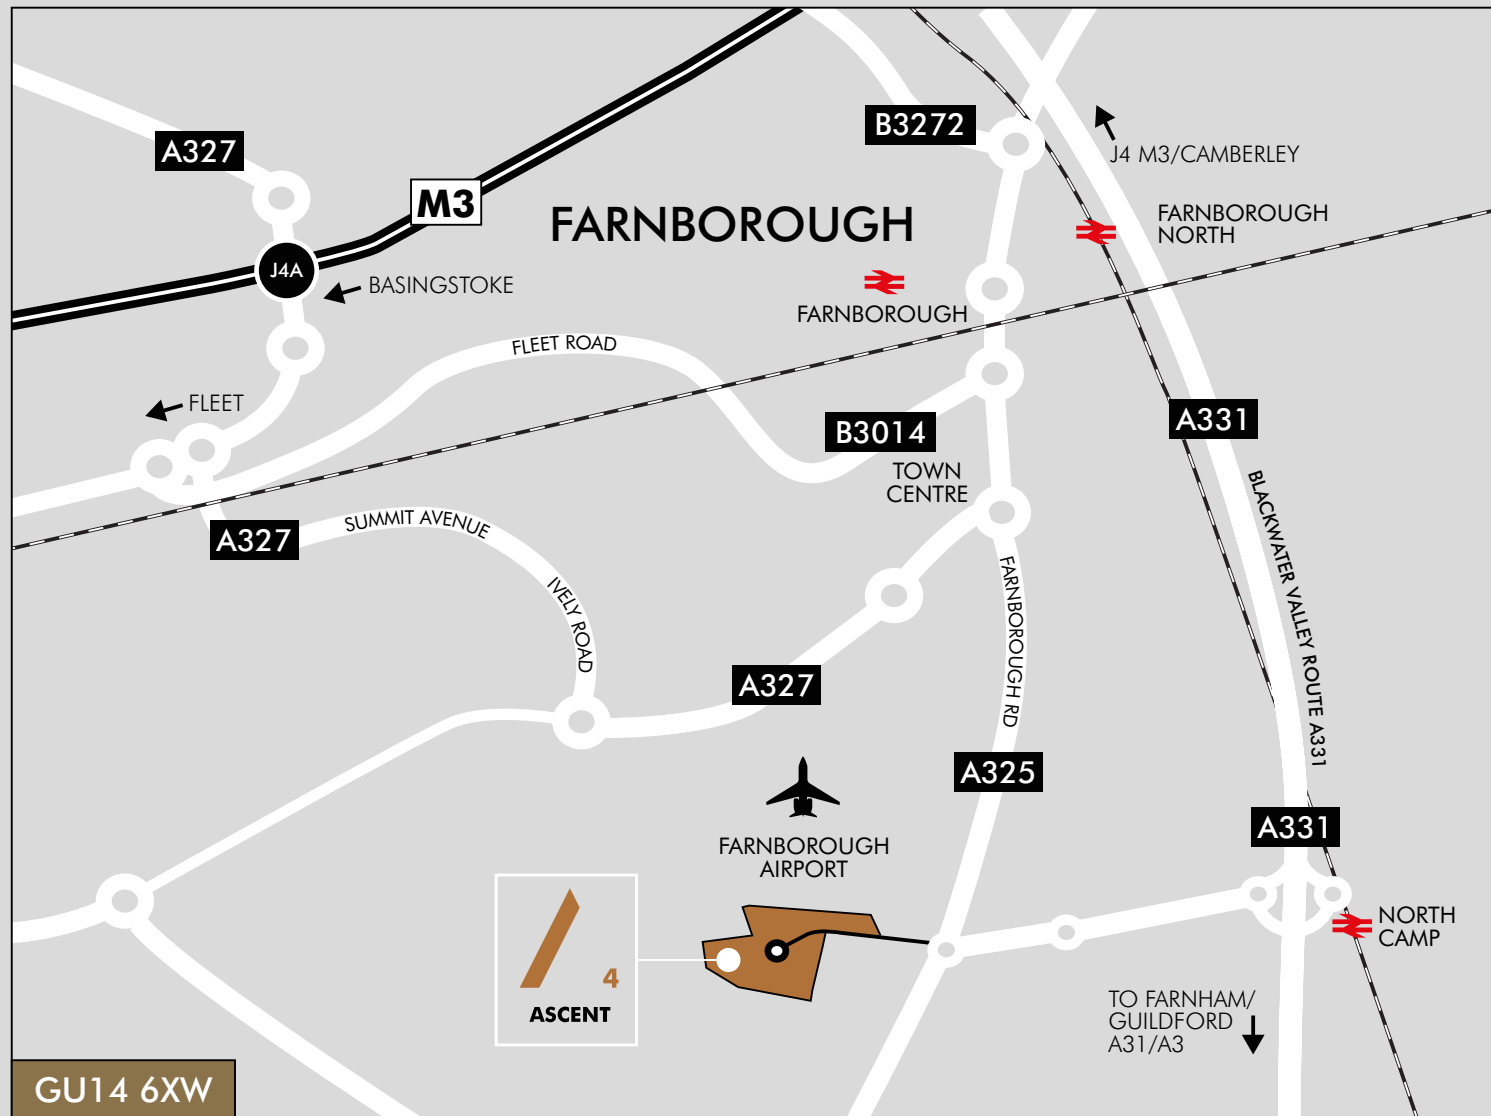 B3272
A327
J4 M3/CAMBERLEY
M3
FARNBOROUGH
FARNBOROUGH
NORTH
J4A
BASINGSTOKE
FARNBOROUGH
FLEET ROAD
FLEET
A331
B3014
TOWN
CENTRE
A327
SUMMIT AVENUE
IVELY ROAD
FARNBOROUGH RD
BLACKWATER VALLEY ROUTE A331
A327
A325
A331
FARNBOROUGH
AIRPORT
NORTH
CAMP
4
ASCENT
TO FARNHAM/
GUILDFORD
A31/A3
GU14 6XW